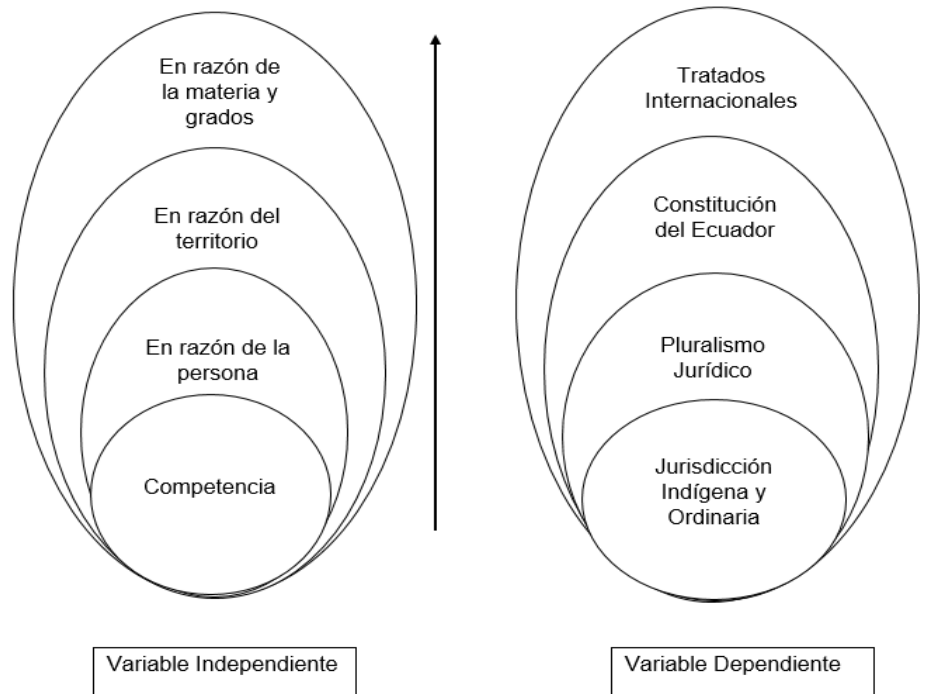 En razón de
la materia y
grados
En razón del
territorio
En razón de la
persona
Competencia
Variable Independiente
Tratados
Internacionales
Constitución
del Ecuador
Pluralismo
Jurídico
Jurisdicción
Indígena y
Ordinaria
Variable Dependiente